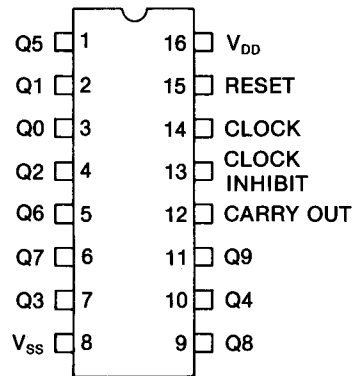 Q5 1 16 VDD
Q1 2 15 RESET
Q0 3 14 CLOCK
Q2 4 13 CLOCK
INHIBIT
Q6 5 12 CARRY OUT
Q7 6 11 Q9
Q3 7 10 Q4
VSS 8 9 Q8